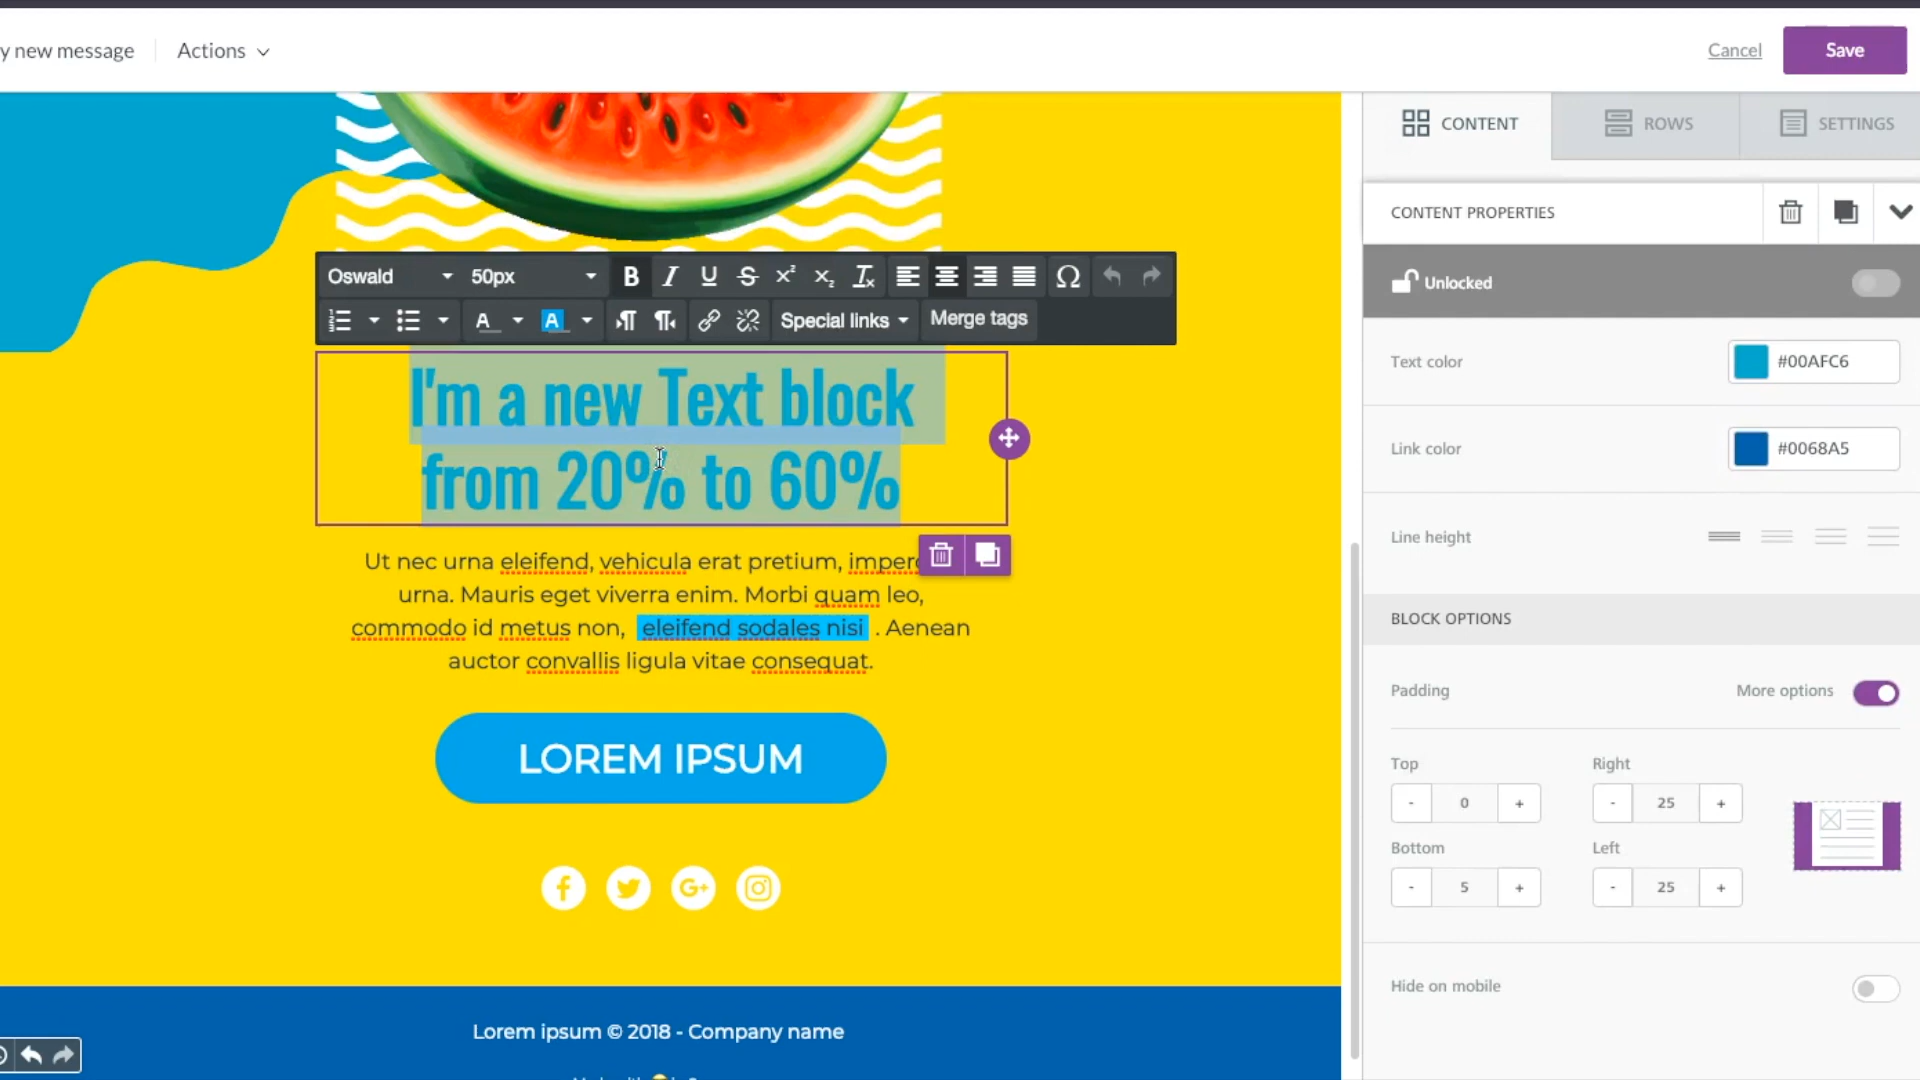 y new message
Actions
Cancel
Save
CONTENT
ROWS
SETTINGS
CONTENT PROPERTIES
Unlocked
Oswald
50px
Special links
Merge tags
I'm a new Text block
from 20% to 60%
Ut nec urna eleifend, vehicula erat pretium, imper
urna. Mauris eget viverra enim. Morbi quam leo,
commodo id metus non, eleifend sodales nisi . Aenean
auctor convallis ligula vitae consequat.
LOREM IPSUM
Lorem ipsum © 2018 - Company name
Text color
#00AFC6
Link color
#0068A5
Line height
BLOCK OPTIONS
Padding
More options
Top
Right
- 0 +
- 25 +
Bottom
Left
- 5 +
- 25 +
Hide on mobile